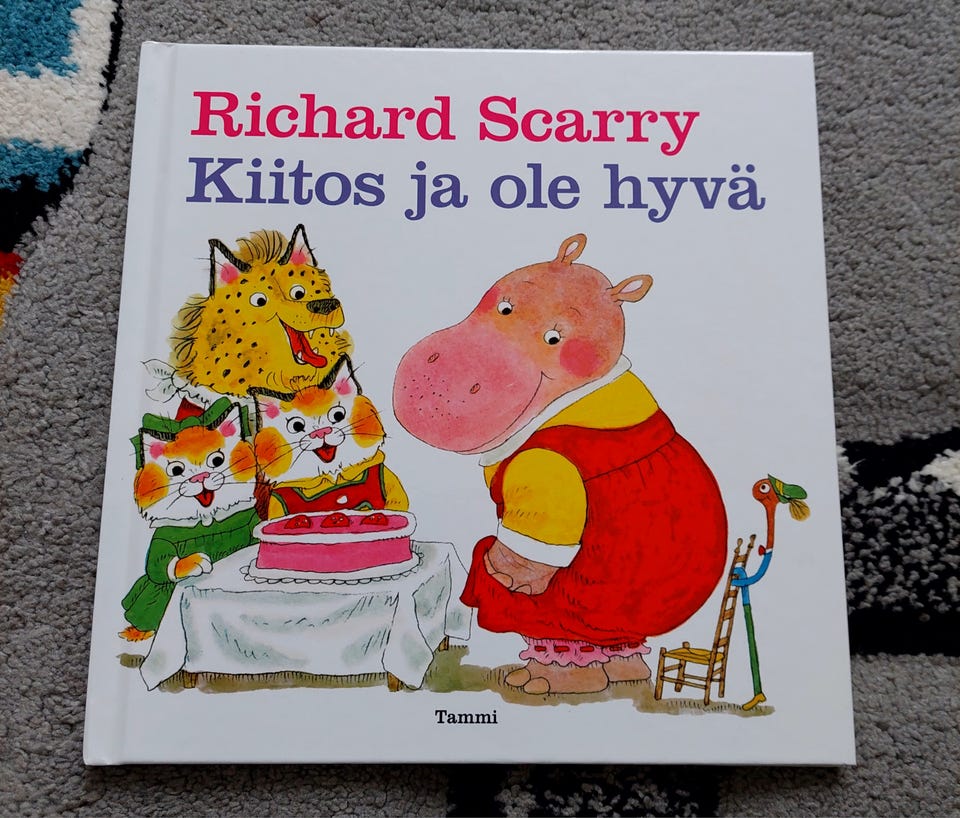 Richard Scarry
Kiitos ja ole hyvä
Tammi